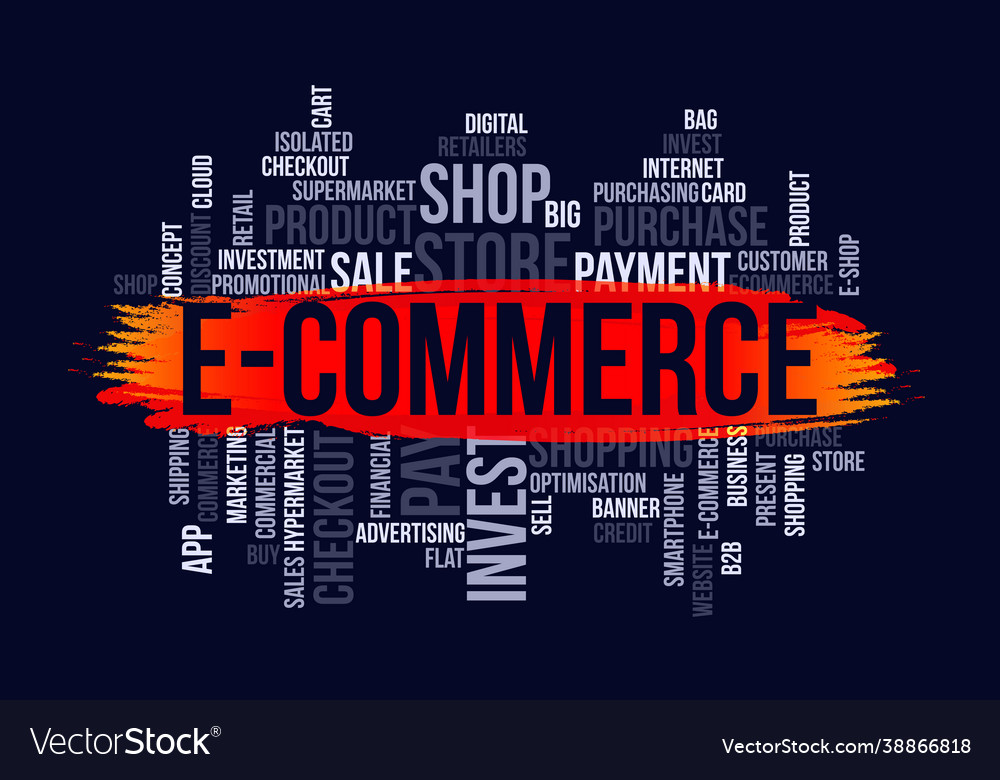 CART
DIGITAL
BAG
ISOLATED
RETAILERS
INVEST
CHECKOUT
INTERNET
CLOUD
SUPERMARKET
SHOP
PURCHASING
CARD
PRODUCT
RETAIL
PRODUCT
BIG
PURCHASE
CONCEPT
DISCOUNT
STORE
E-SHOP
INVESTMENT
SALE
PAYMENT
CUSTOMER
SHOP
PROMOTIONAL
ECOMMERCE
E-COMMERCE
SHIPPING
COMMERCE
MARKETING
COMMERCIAL
HYPERMARKET
CHECKOUT
FINANCIAL
PAY
INVEST
SHOPPING
E-COMMERCE
BUSINESS
PURCHASE
STORE
PRESENT
SHOPPING
OPTIMISATION
SELL
BANNER
SMARTPHONE
APP
ADVERTISING
CREDIT
BUY
SALES
FLAT
WEBSITE
B2B
VectorStock®
VectorStock.com/38866818